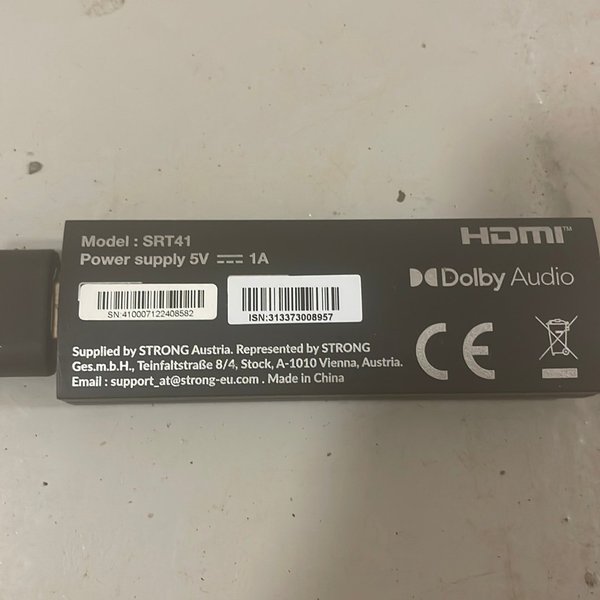 Model : SRT41
Power supply 5V ⎓ 1A
HDMI™
Dolby Audio
SN:410007122408582
ISN:313373008957
CE
Supplied by STRONG Austria. Represented by STRONG
Ges.m.b.H., Teinfaltstraße 8/4, Stock, A-1010 Vienna, Austria.
Email : support_at@strong-eu.com . Made in China